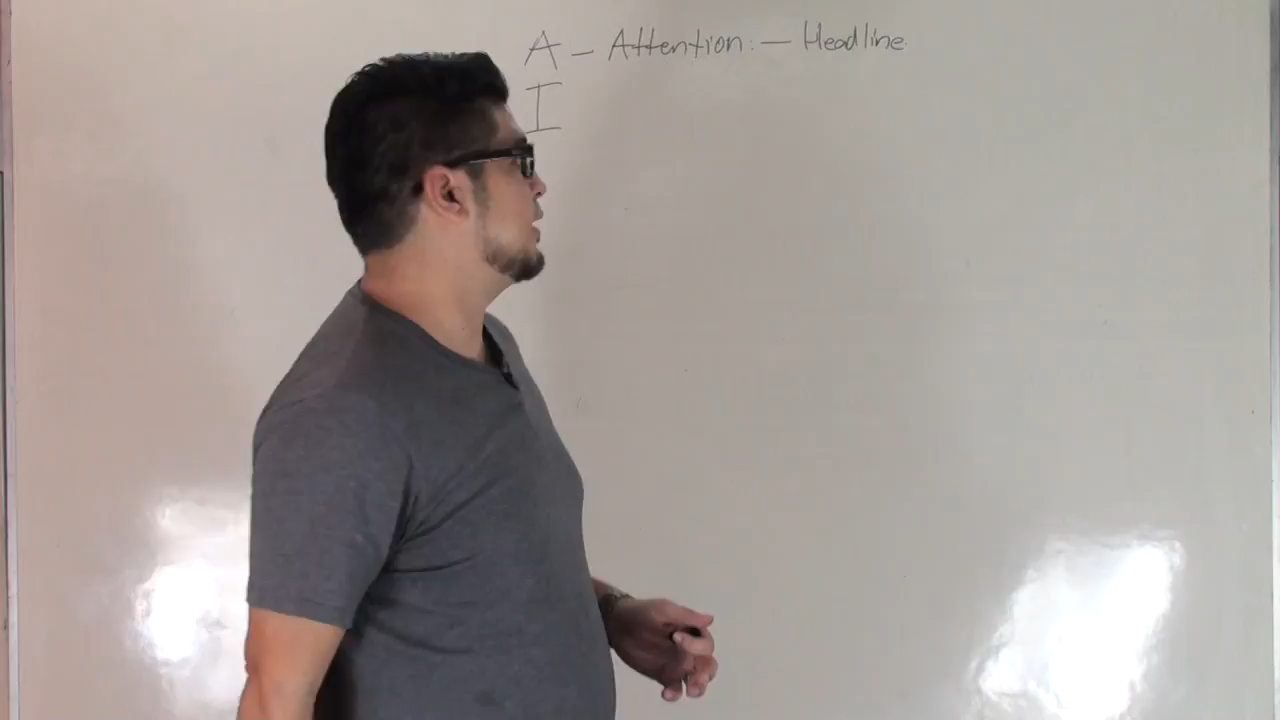 A – Attention: – Headline.
I